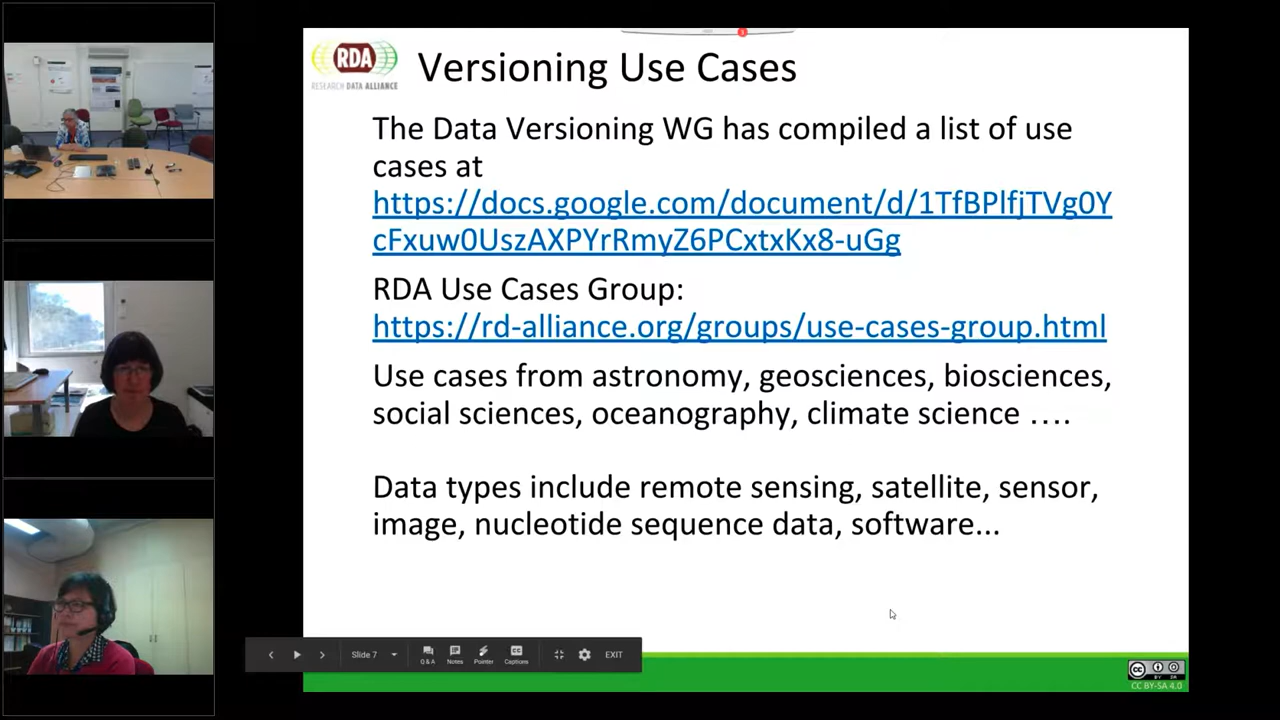 RDA
RESEARCH DATA ALLIANCE
Versioning Use Cases
The Data Versioning WG has compiled a list of use
cases at
https://docs.google.com/document/d/1TfBPlfjTVg0Y
cFxuw0UszAXPYrRmyZ6PCxtxKx8-uGg
RDA Use Cases Group:
https://rd-alliance.org/groups/use-cases-group.html
Use cases from astronomy, geosciences, biosciences,
social sciences, oceanography, climate science ….
Data types include remote sensing, satellite, sensor,
image, nucleotide sequence data, software...
Slide 7
Q & A
Notes
Pointer
Captions
EXIT
cc
BY
SA
CC BY-SA 4.0